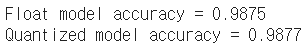 Float model accuracy = 0.9875
Quantized model accuracy = 0.9877